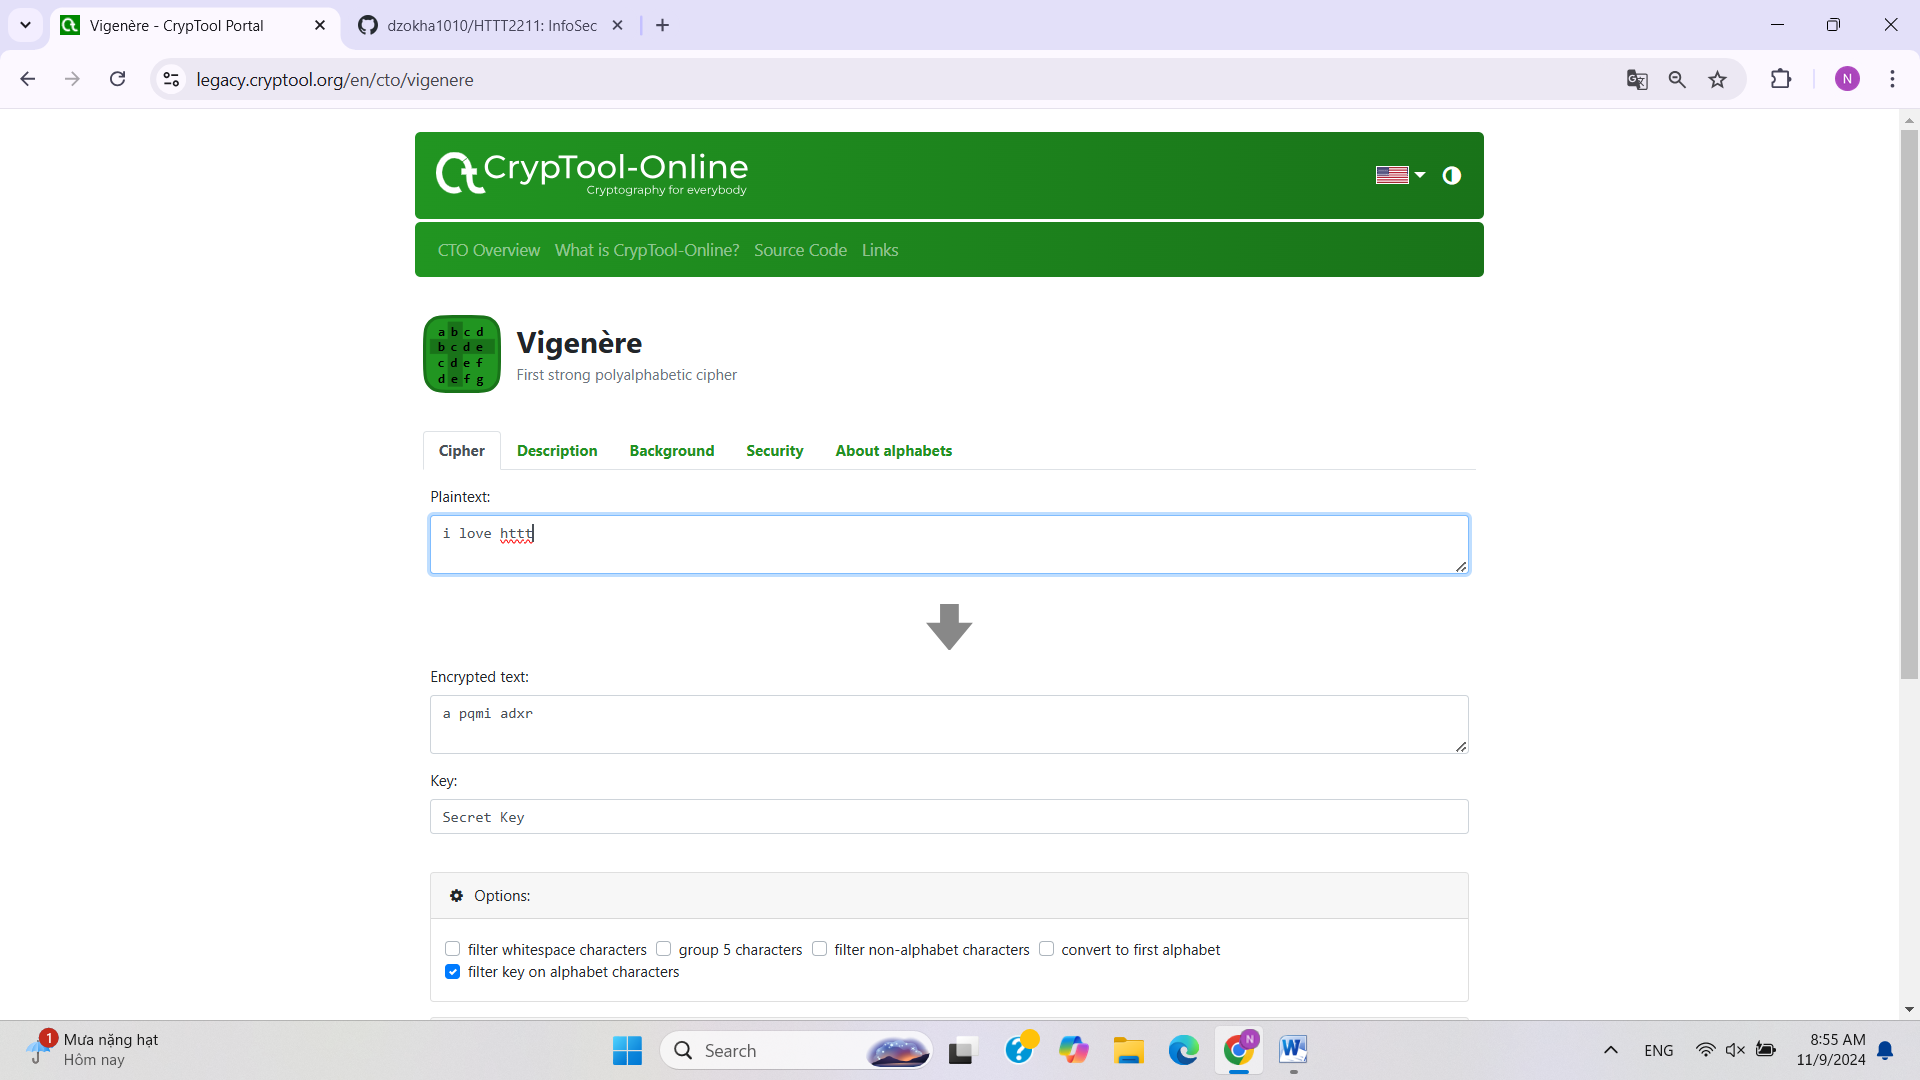 Vigenère - CrypTool Portal
dzokha1010/HTTT2211: InfoSec
legacy.cryptool.org/en/cto/vigenere
N
CrypTool-Online
Cryptography for everybody
CTO Overview What is CrypTool-Online? Source Code Links
a b c d
b c d e
c d e f
d e f g
Vigenère
First strong polyalphabetic cipher
Cipher Description Background Security About alphabets
Plaintext:
i love httt
Encrypted text:
a pqmi adxr
Key:
Secret Key
Options:
filter whitespace characters group 5 characters filter non-alphabet characters convert to first alphabet
filter key on alphabet characters
1
Mưa nặng hạt
Hôm nay
Search
N
ENG
8:55 AM
11/9/2024